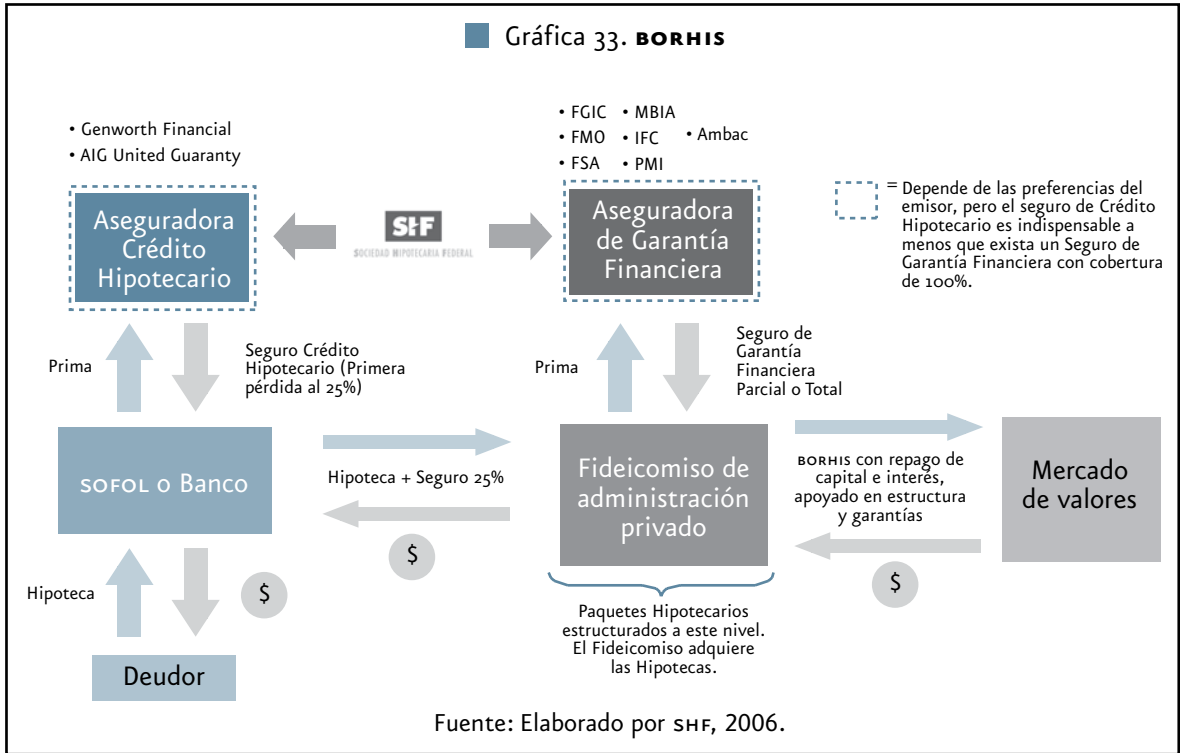 Gráfica 33. BORHIS
• Genworth Financial
• AIG United Guaranty
• FGIC • MBIA
• FMO • IFC • Ambac
• FSA • PMI
Aseguradora
Crédito
Hipotecario
SHF
SOCIEDAD HIPOTECARIA FEDERAL
Aseguradora
de Garantía
Financiera
= Depende de las preferencias del
emisor, pero el seguro de Crédito
Hipotecario es indispensable a
menos que exista un Seguro de
Garantía Financiera con cobertura
de 100%.
Prima
Seguro Crédito
Hipotecario (Primera
pérdida al 25%)
Prima
Seguro de
Garantía
Financiera
Parcial o Total
SOFOL o Banco
Hipoteca + Seguro 25%
$
Fideicomiso de
administración
privado
BORHIS con repago de
capital e interés,
apoyado en estructura
y garantías
$
Mercado
de valores
Hipoteca
$
Paquetes Hipotecarios
estructurados a este nivel.
El Fideicomiso adquiere
las Hipotecas.
Deudor
Fuente: Elaborado por SHF, 2006.